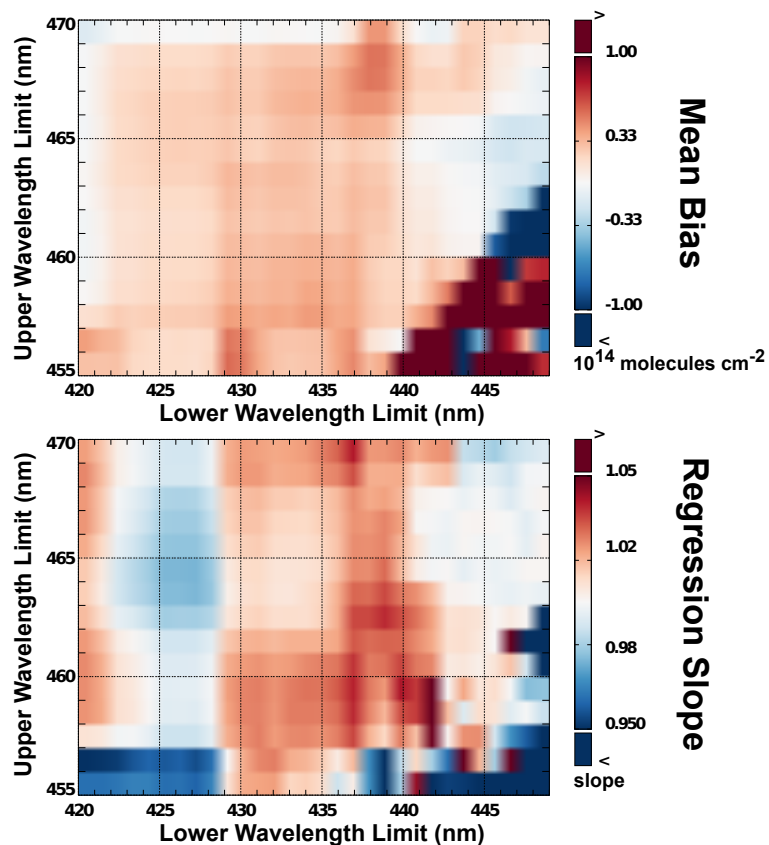 470
465
460
455
Upper Wavelength Limit (nm)
420 425 430 435 440 445
Lower Wavelength Limit (nm)
>
1.00
0.33
-0.33
-1.00
<
10^14 molecules cm^-2
Mean Bias
470
465
460
455
Upper Wavelength Limit (nm)
420 425 430 435 440 445
Lower Wavelength Limit (nm)
>
1.05
1.02
0.98
0.950
<
slope
Regression Slope